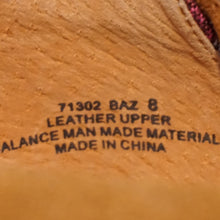 71302 BAZ 8
LEATHER UPPER
ALANCE MAN MADE MATERIAL
MADE IN CHINA